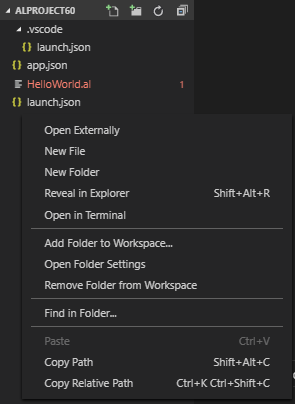 ALPROJECT60
.vscode
{} launch.json
{} app.json
HelloWorld.al 1
{} launch.json
Open Externally
New File
New Folder
Reveal in Explorer Shift+Alt+R
Open in Terminal
Add Folder to Workspace...
Open Folder Settings
Remove Folder from Workspace
Find in Folder...
Paste Ctrl+V
Copy Path Shift+Alt+C
Copy Relative Path Ctrl+K Ctrl+Shift+C